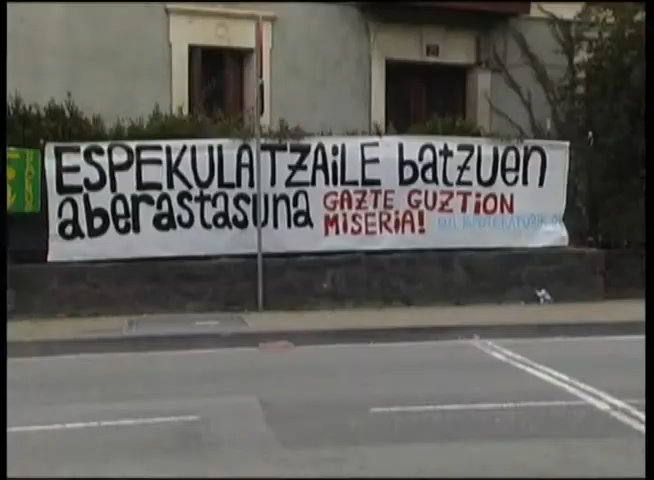 ESPEKULATZAILE batzuen
aberastasuna
GAZTE GUZTiON
MiSERiA!